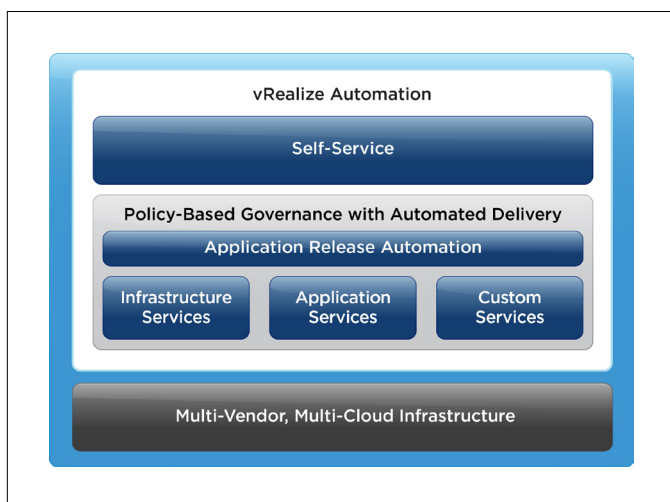 vRealize Automation
Self-Service
Policy-Based Governance with Automated Delivery
Application Release Automation
Infrastructure
Services
Application
Services
Custom
Services
Multi-Vendor, Multi-Cloud Infrastructure